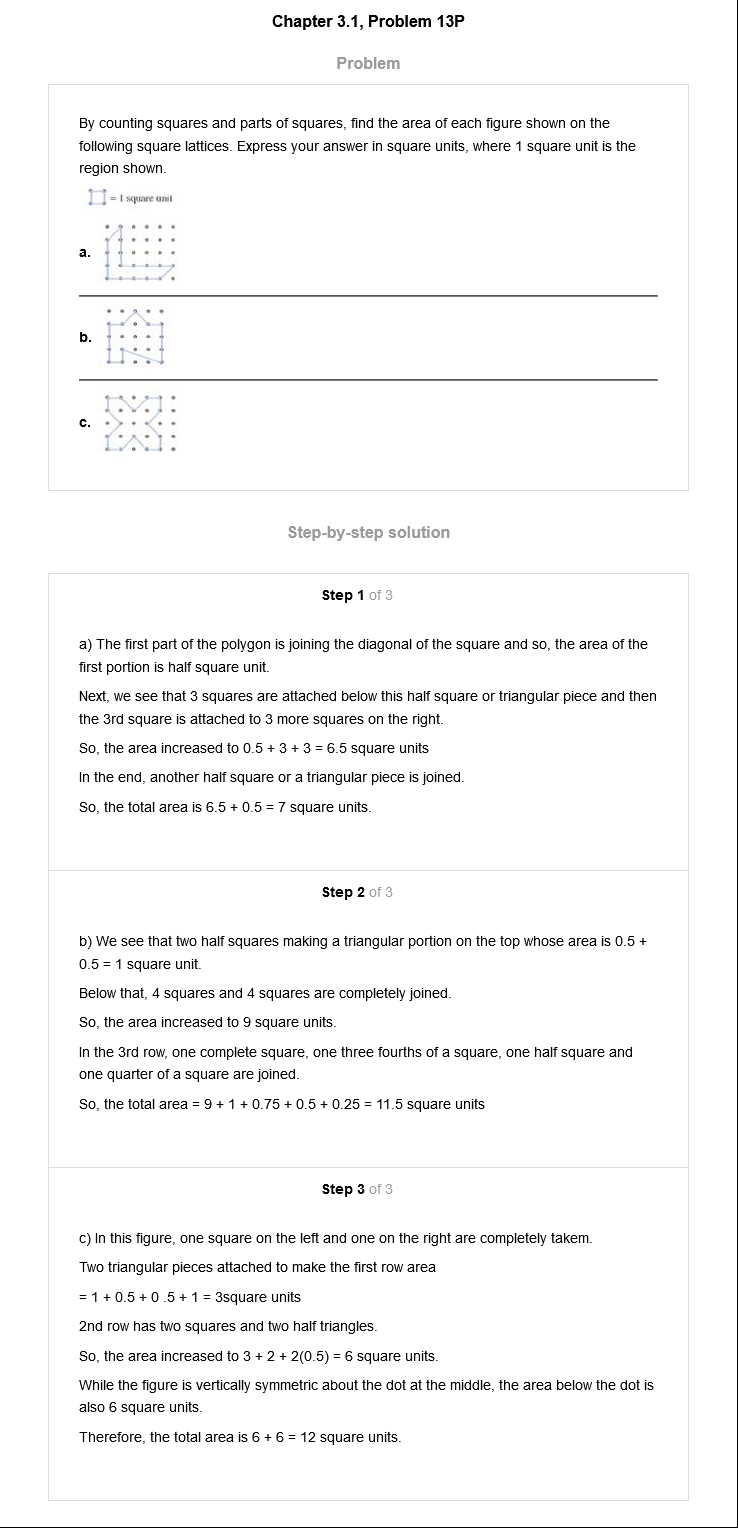 Chapter 3.1, Problem 13P
Problem
By counting squares and parts of squares, find the area of each figure shown on the
following square lattices. Express your answer in square units, where 1 square unit is the
region shown.
= 1 square unit
a.
b.
c.
Step-by-step solution
Step 1 of 3
a) The first part of the polygon is joining the diagonal of the square and so, the area of the
first portion is half square unit.
Next, we see that 3 squares are attached below this half square or triangular piece and then
the 3rd square is attached to 3 more squares on the right.
So, the area increased to 0.5 + 3 + 3 = 6.5 square units
In the end, another half square or a triangular piece is joined.
So, the total area is 6.5 + 0.5 = 7 square units.
Step 2 of 3
b) We see that two half squares making a triangular portion on the top whose area is 0.5 +
0.5 = 1 square unit.
Below that, 4 squares and 4 squares are completely joined.
So, the area increased to 9 square units.
In the 3rd row, one complete square, one three fourths of a square, one half square and
one quarter of a square are joined.
So, the total area = 9 + 1 + 0.75 + 0.5 + 0.25 = 11.5 square units
Step 3 of 3
c) In this figure, one square on the left and one on the right are completely takem.
Two triangular pieces attached to make the first row area
= 1 + 0.5 + 0 .5 + 1 = 3square units
2nd row has two squares and two half triangles.
So, the area increased to 3 + 2 + 2(0.5) = 6 square units.
While the figure is vertically symmetric about the dot at the middle, the area below the dot is
also 6 square units.
Therefore, the total area is 6 + 6 = 12 square units.